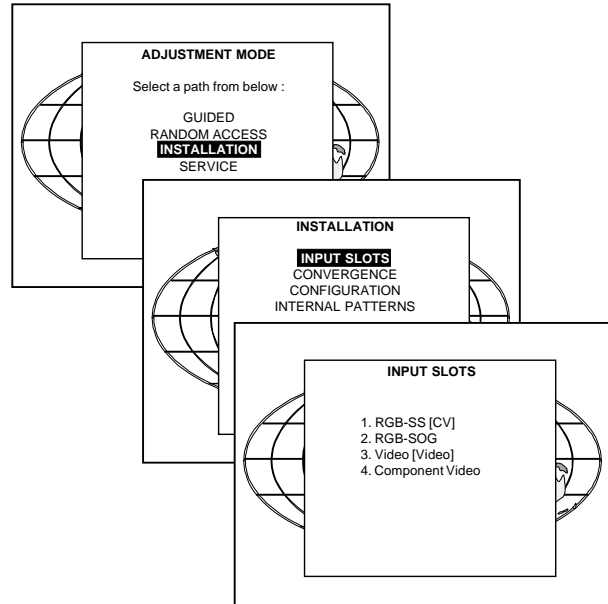 ADJUSTMENT MODE
Select a path from below :
GUIDED
RANDOM ACCESS
INSTALLATION
SERVICE
INSTALLATION
INPUT SLOTS
CONVERGENCE
CONFIGURATION
INTERNAL PATTERNS
INPUT SLOTS
1. RGB-SS [CV]
2. RGB-SOG
3. Video [Video]
4. Component Video